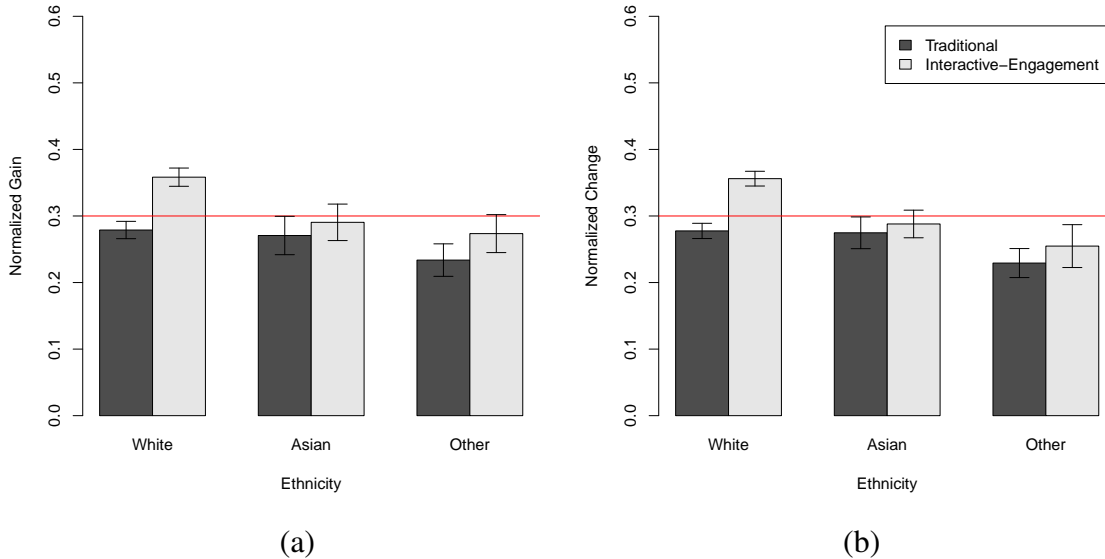 0.0 0.1 0.2 0.3 0.4 0.5 0.6
Normalized Gain
White Asian Other
Ethnicity
(a)
0.0 0.1 0.2 0.3 0.4 0.5 0.6
Normalized Change
Traditional
Interactive−Engagement
White Asian Other
Ethnicity
(b)